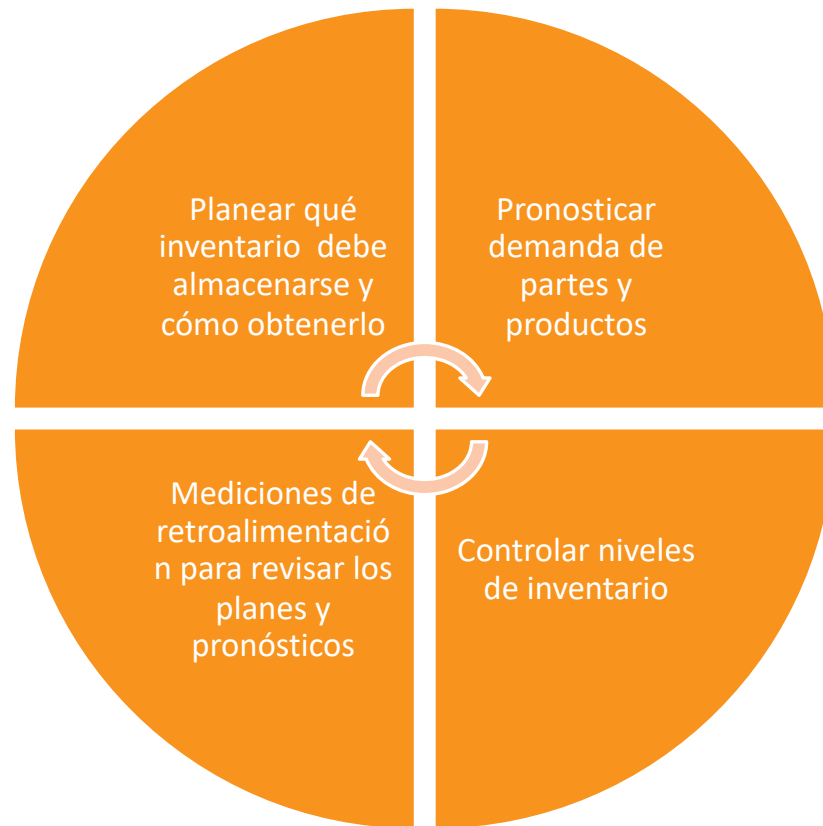 Planear qué
inventario debe
almacenarse y
cómo obtenerlo
Pronosticar
demanda de
partes y
productos
Mediciones de
retroalimentació
n para revisar los
planes y
pronósticos
Controlar niveles
de inventario